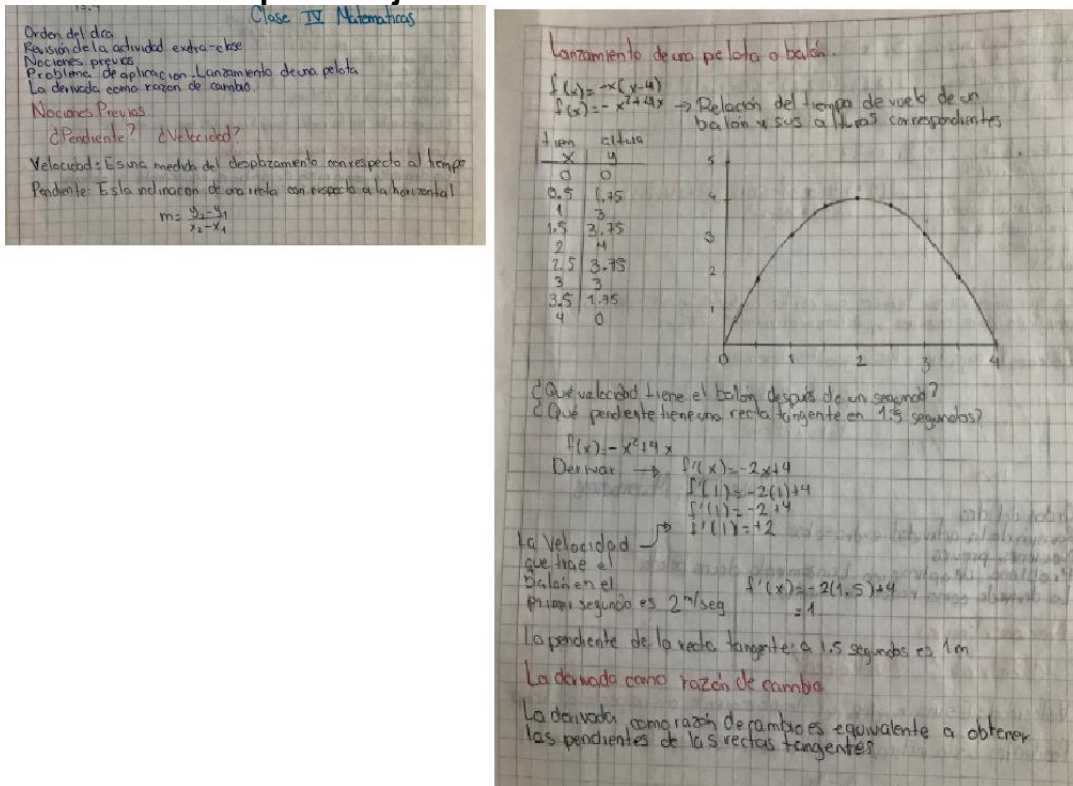 Clase IV Matematicas
Orden del dia
Revisión de la actividad extra-clase
Nociones previas
Problema de aplicacion. Lanzamiento de una pelota
La derivada como razón de cambio.
Nociones Previas
¿Pendiente? ¿Velocidad?
Velocidad: Es una medida del desplazamiento con respecto al tiempo
Pendiente: Es la inclinacion de una recta con respecto a la horizontal
m = y₂-y₁ / x₂-x₁
Lanzamiento de una pelota o balón.
f(x) = -x(x-4)
f(x) = -x²+4x → Relación del tiempo de vuelo de un
balón y sus alturas correspondientes
tiem altura
x y
0 0
0.5 1.75
1 3
1.5 3.75
2 4
2.5 3.75
3 3
3.5 1.75
4 0
5
4
3
2
1
0 1 2 3 4
¿Qué velocidad tiene el balón después de un segundo?
¿Qué pendiente tiene una recta tangente en 1.5 segundos?
f(x) = -x²+4x
Derivar → f'(x) = -2x+4
f'(1) = -2(1)+4
f'(1) = -2+4
f'(1) = +2
La velocidad
que trae el
balón en el
primer segundo es 2 m/seg
f'(x) = -2(1.5)+4
= 1
La pendiente de la recta tangente a 1.5 segundos es 1m
La derivada como razón de cambio
La derivada como razón de cambio es equivalente a obtener
las pendientes de las rectas tangentes